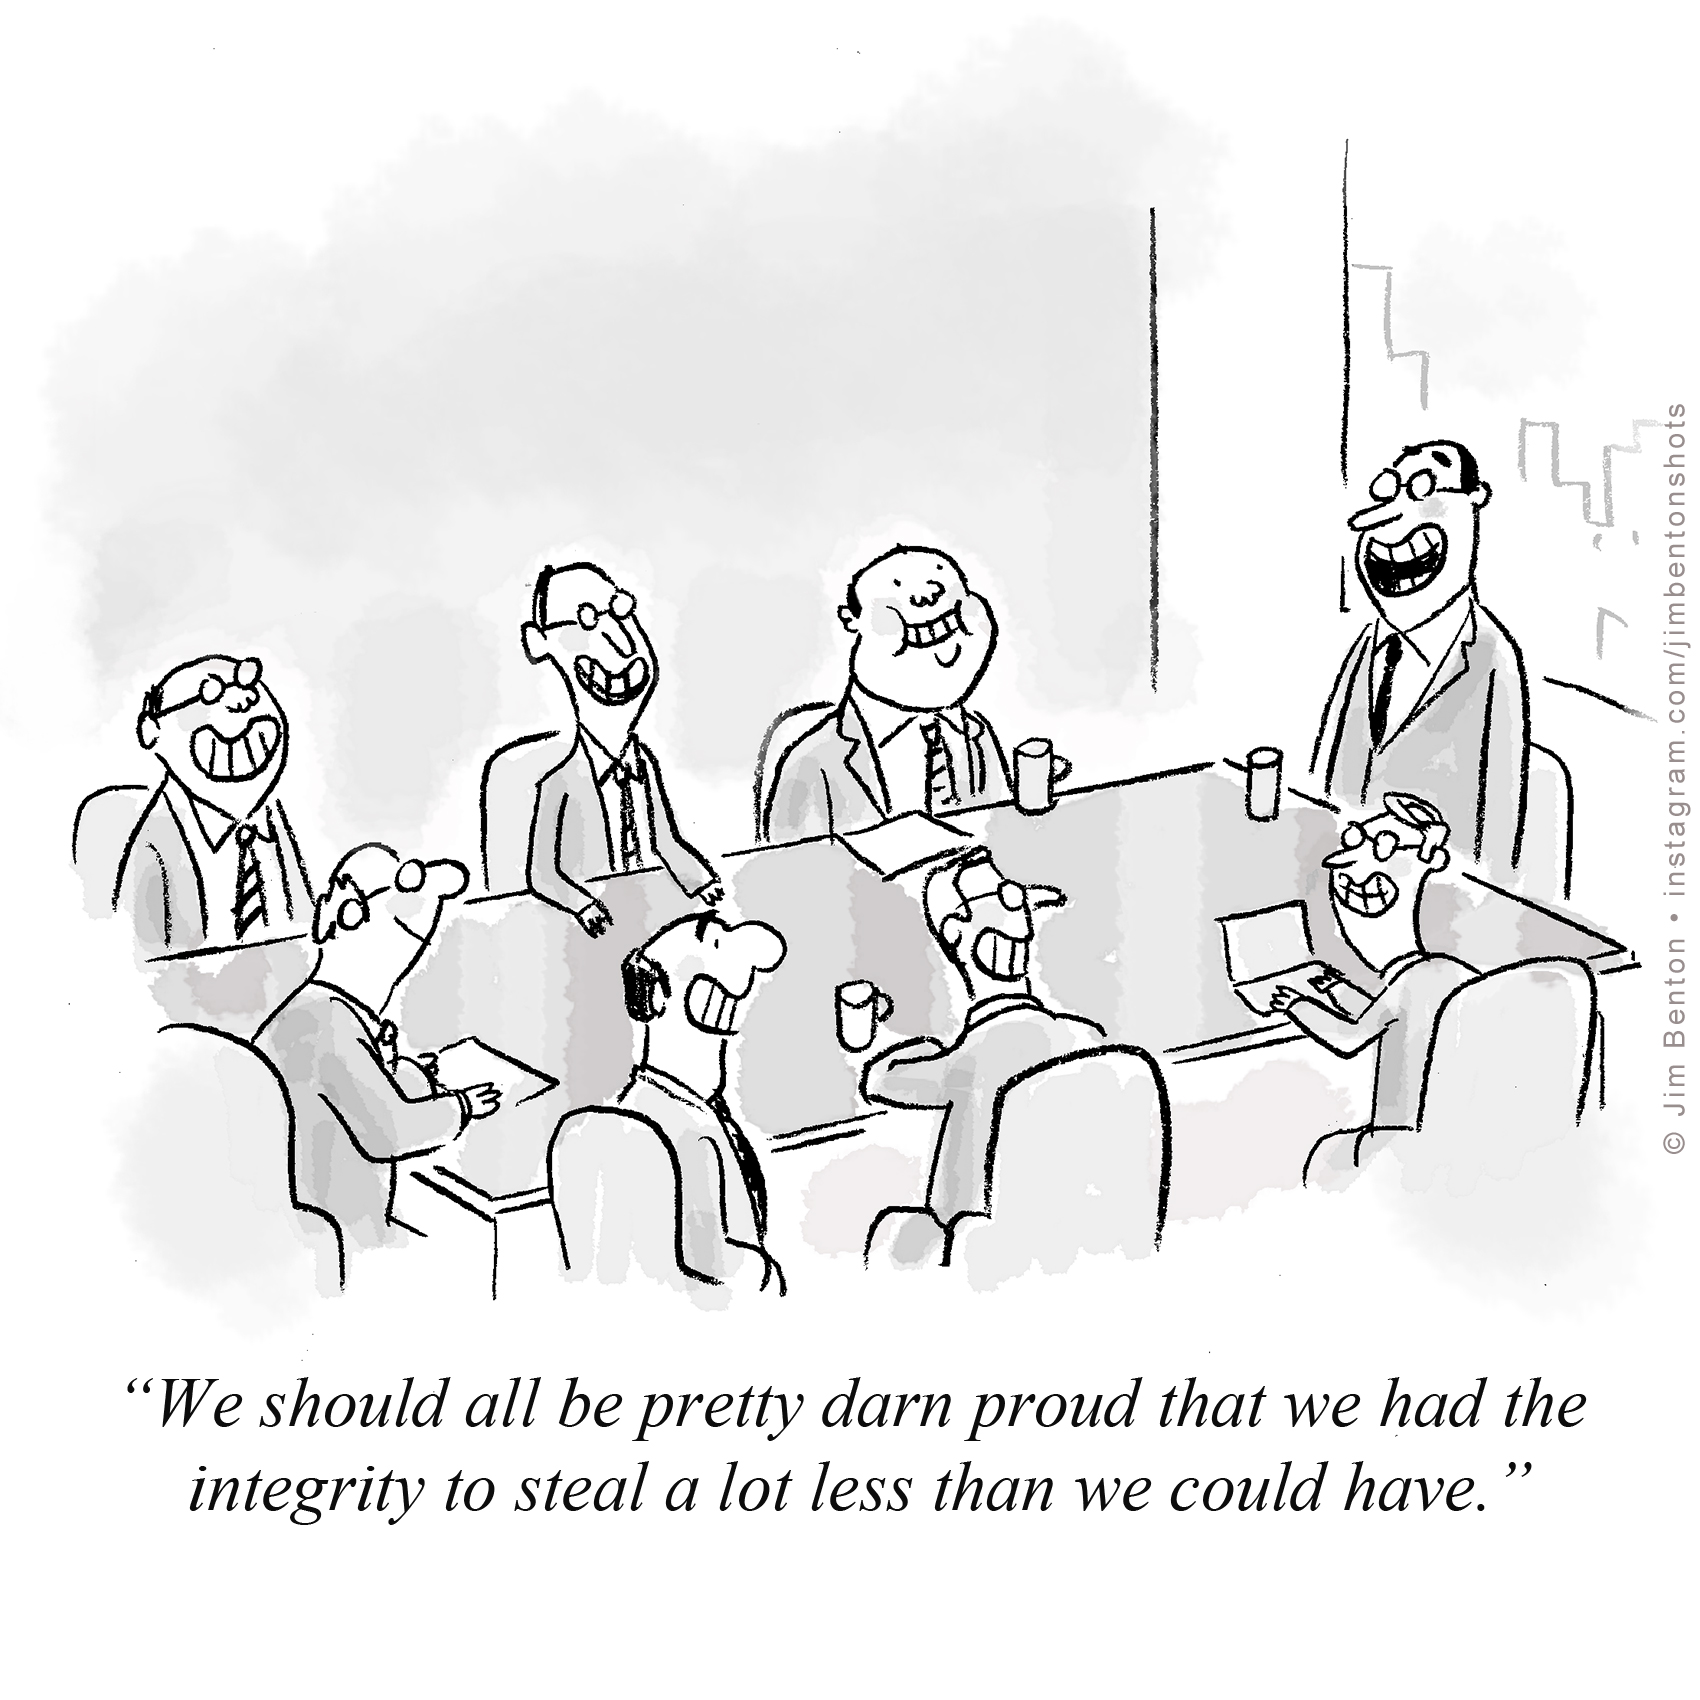 “We should all be pretty darn proud that we had the
integrity to steal a lot less than we could have.”
© Jim Benton • instagram.com/jimbentonshots